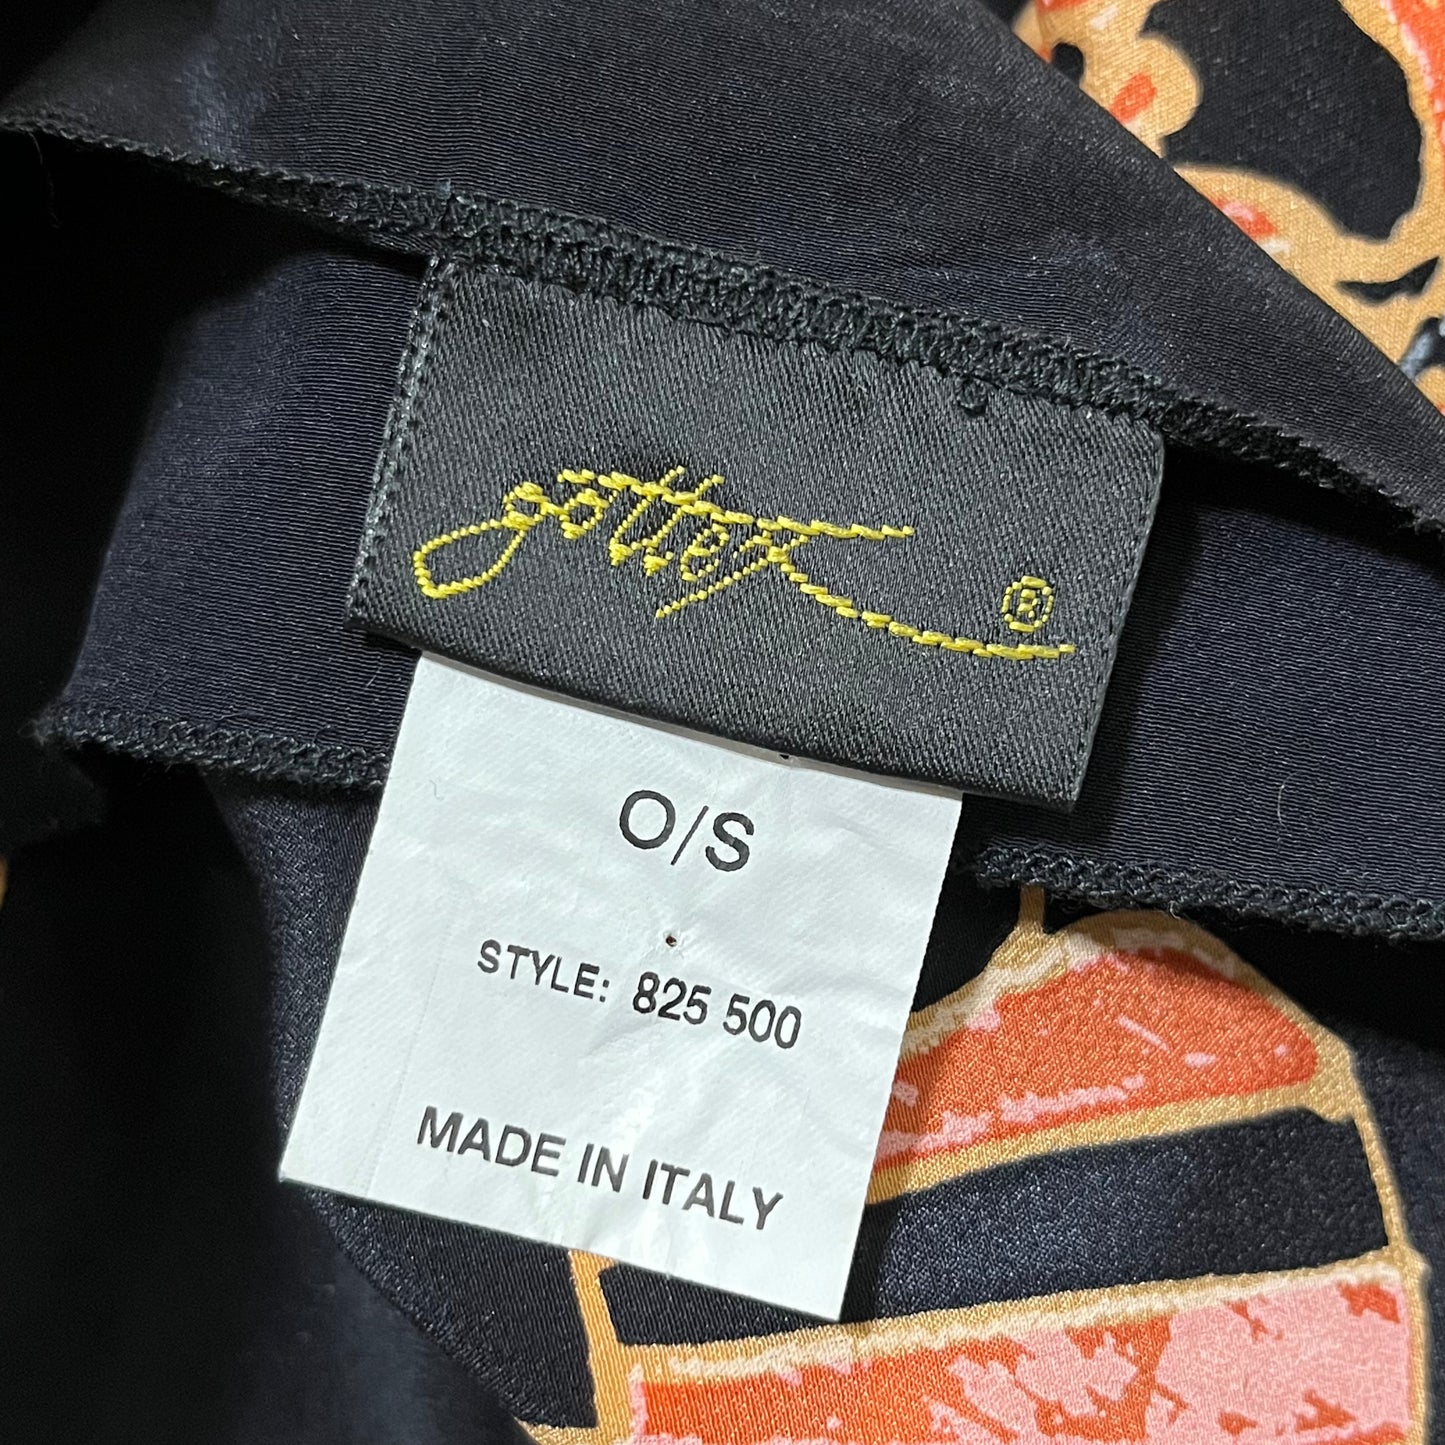 gottex ®
O/S
STYLE: 825 500
MADE IN ITALY